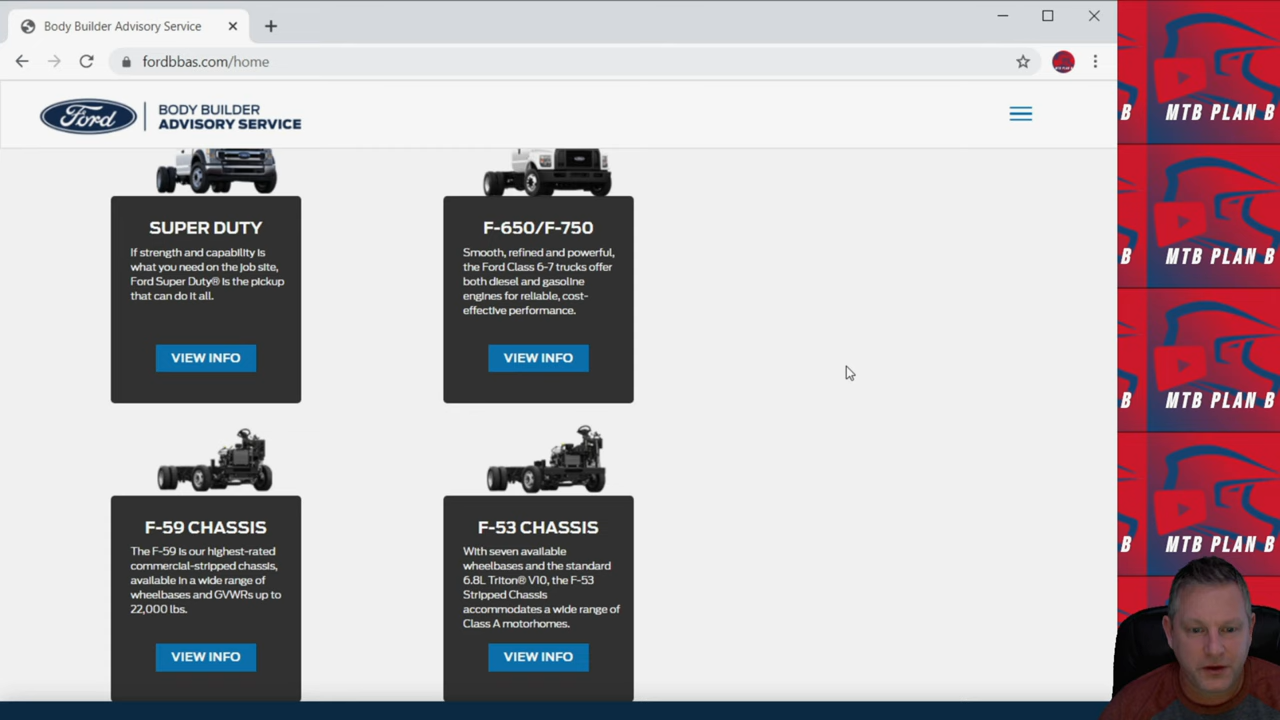 Body Builder Advisory Service
fordbbas.com/home
Ford
BODY BUILDER
ADVISORY SERVICE
SUPER DUTY
If strength and capability is
what you need on the job site,
Ford Super Duty® is the pickup
that can do it all.
VIEW INFO
F-650/F-750
Smooth, refined and powerful,
the Ford Class 6-7 trucks offer
both diesel and gasoline
engines for reliable, cost-
effective performance.
VIEW INFO
F-59 CHASSIS
The F-59 is our highest-rated
commercial-stripped chassis,
available in a wide range of
wheelbases and GVWRs up to
22,000 lbs.
VIEW INFO
F-53 CHASSIS
With seven available
wheelbases and the standard
6.8L Triton® V10, the F-53
Stripped Chassis
accommodates a wide range of
Class A motorhomes.
VIEW INFO
B MTB PLAN B
B MTB PLAN B
B MTB PLAN B
B MTB PLAN B